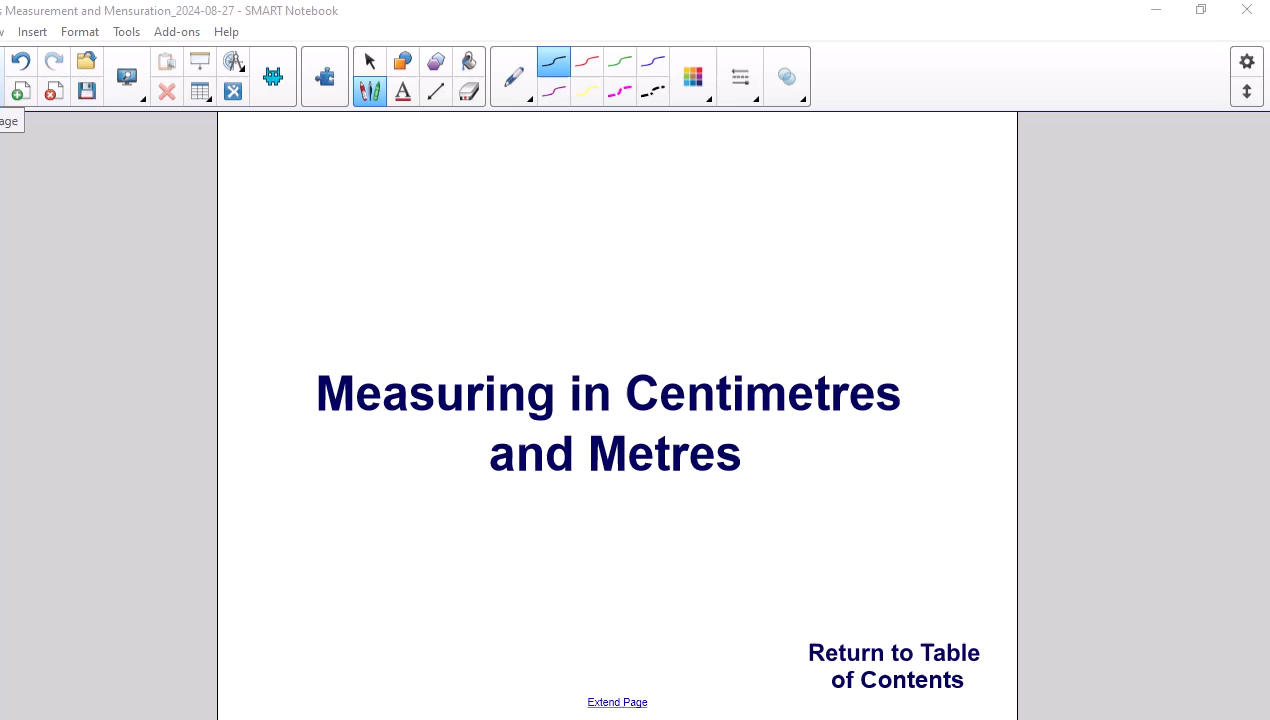 s Measurement and Mensuration_2024-08-27 - SMART Notebook
w Insert Format Tools Add-ons Help
age
Measuring in Centimetres
and Metres
Return to Table
of Contents
Extend Page